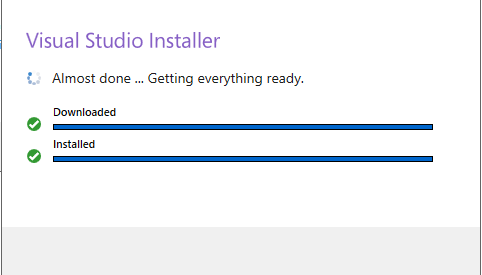 Visual Studio Installer
Almost done ... Getting everything ready.
Downloaded
Installed